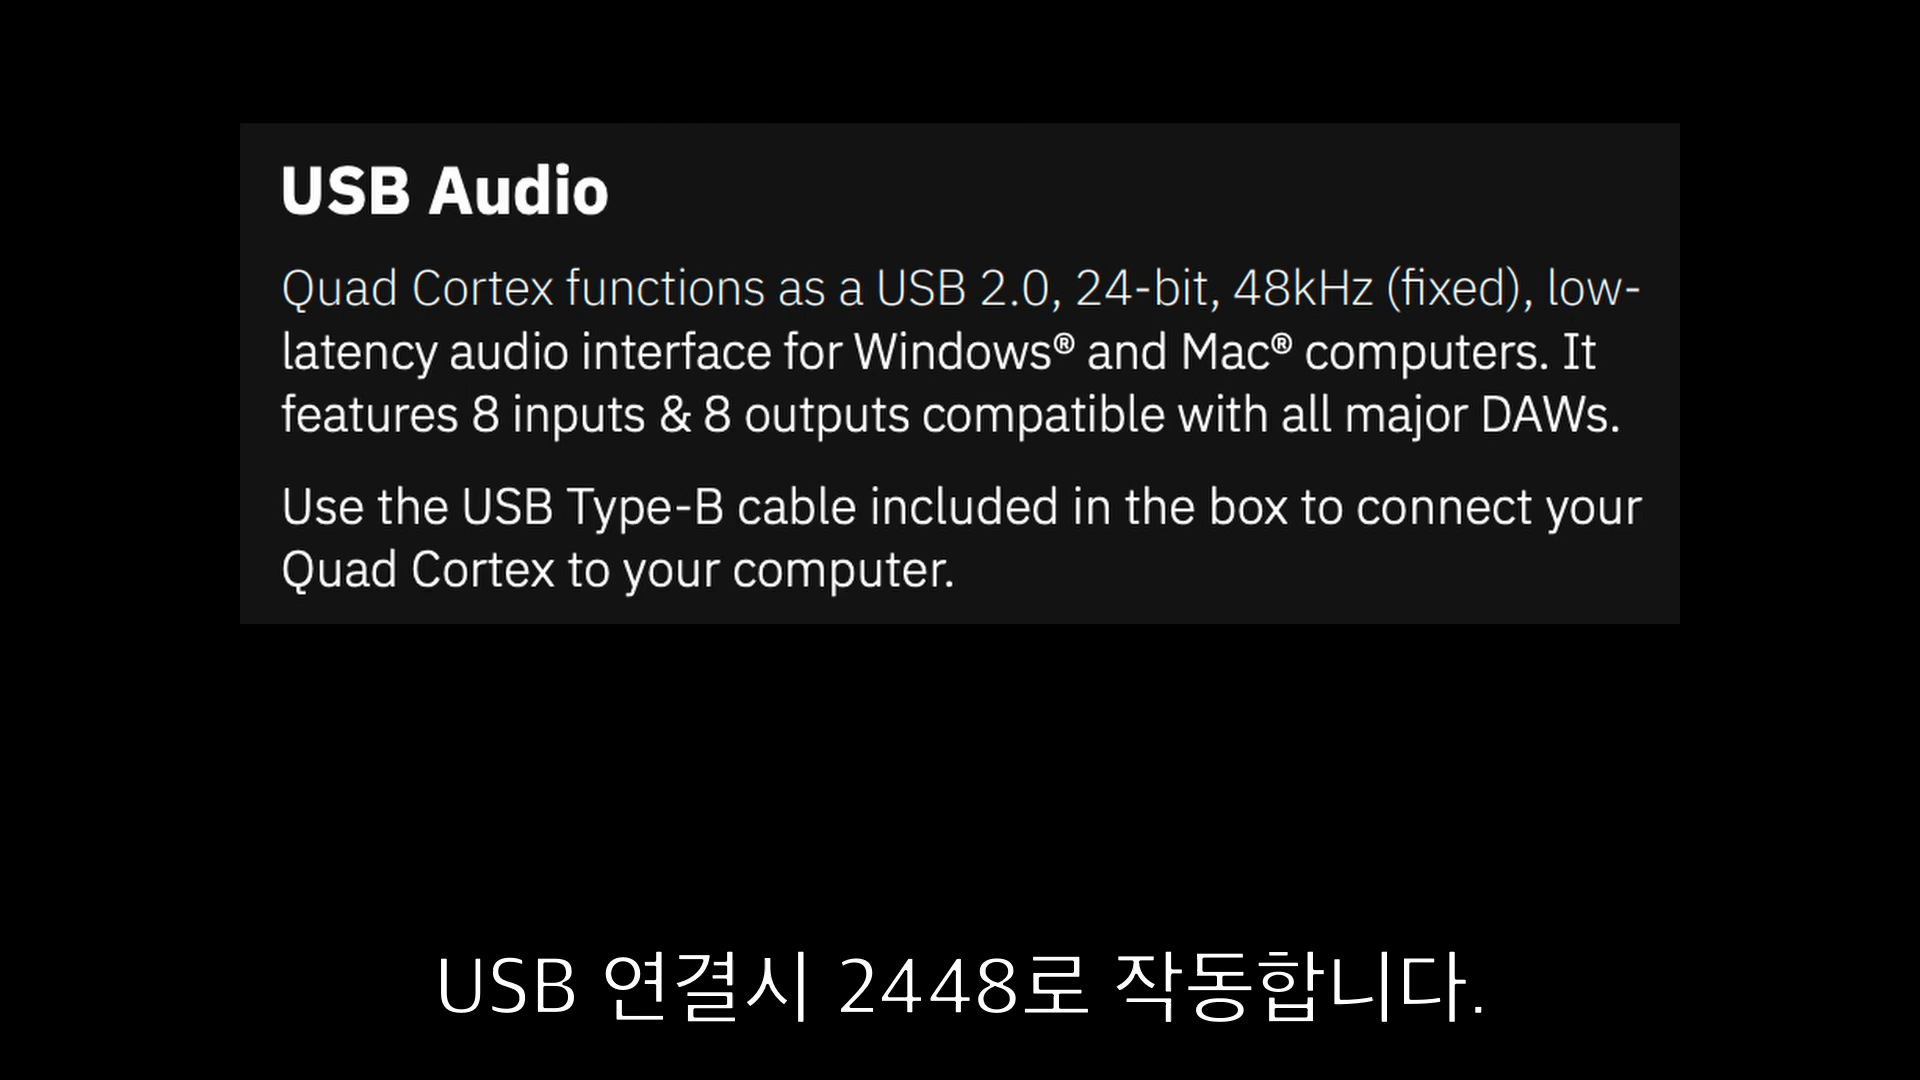 USB Audio
Quad Cortex functions as a USB 2.0, 24-bit, 48kHz (fixed), low-
latency audio interface for Windows® and Mac® computers. It
features 8 inputs & 8 outputs compatible with all major DAWs.
Use the USB Type-B cable included in the box to connect your
Quad Cortex to your computer.
USB 연결시 2448로 작동합니다.